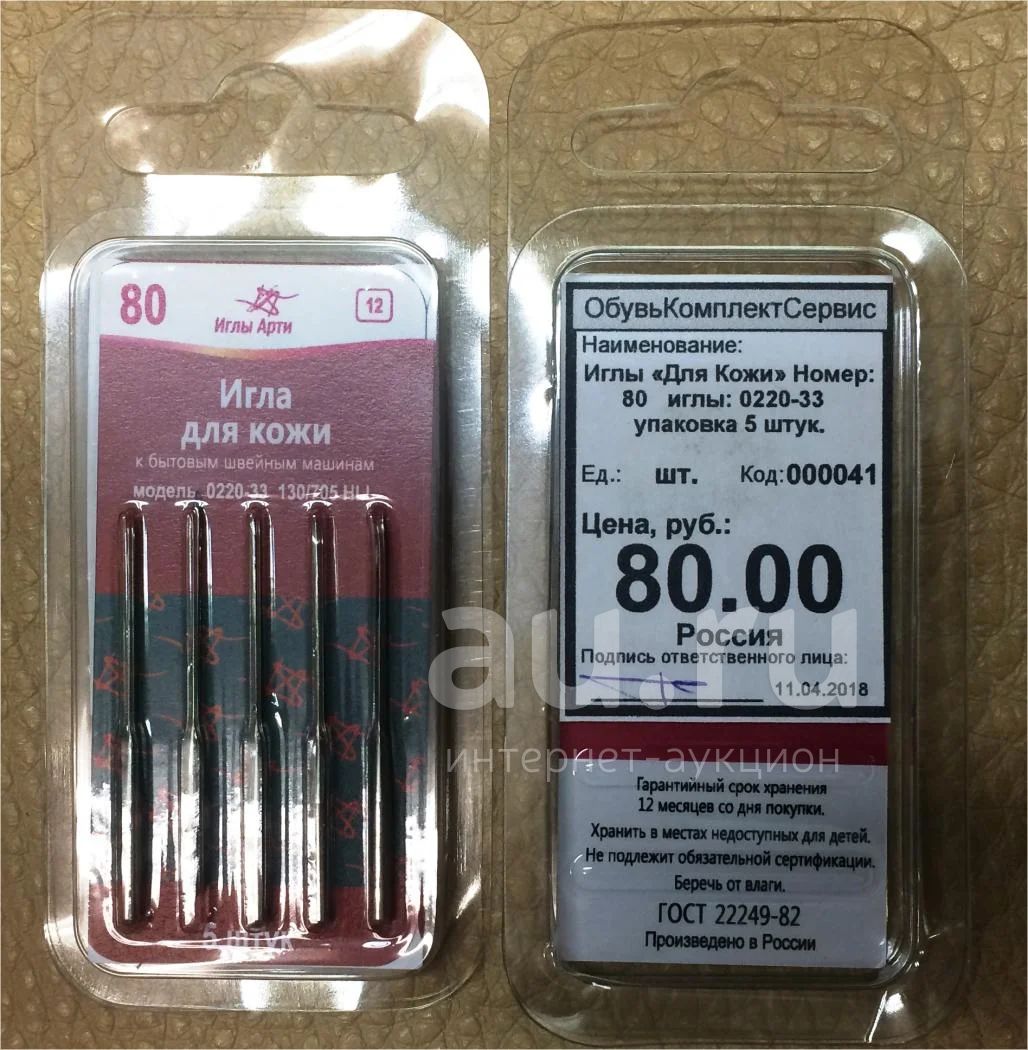 80
Иглы Арти
12
Игла
для кожи
к бытовым швейным машинам
модель 0220-33 130/705 HLL
5 штук
ОбувьКомплектСервис
Наименование:
Иглы «Для Кожи» Номер:
80 иглы: 0220-33
упаковка 5 штук.
Ед.: шт. Код: 000041
Цена, руб.:
80.00
Россия
Подпись ответственного лица:
11.04.2018
Гарантийный срок хранения
12 месяцев со дня покупки.
Хранить в местах недоступных для детей.
Не подлежит обязательной сертификации.
Беречь от влаги.
ГОСТ 22249-82
Произведено в России
au.ru
интернет-аукцион